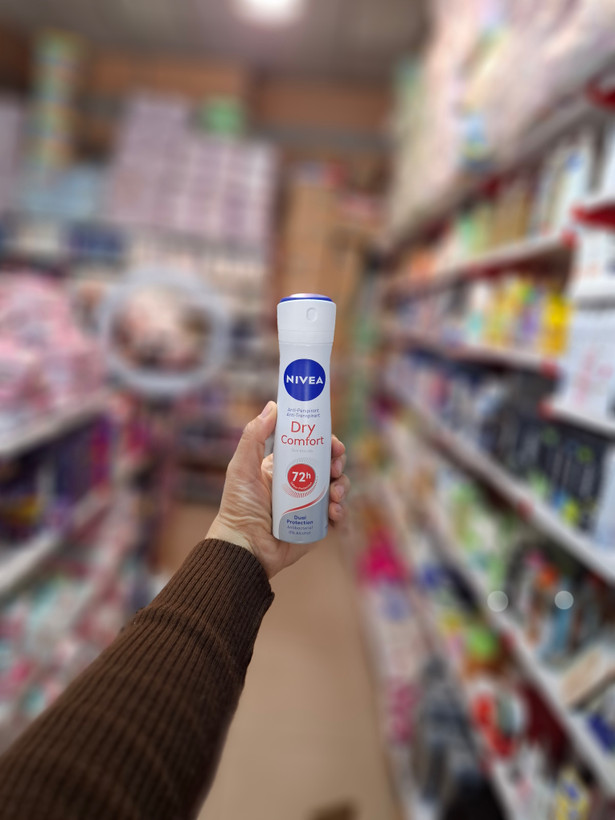 NIVEA
Anti-Perspirant
Anti-Transpirant
Dry
Comfort
72h
Dual
Protection